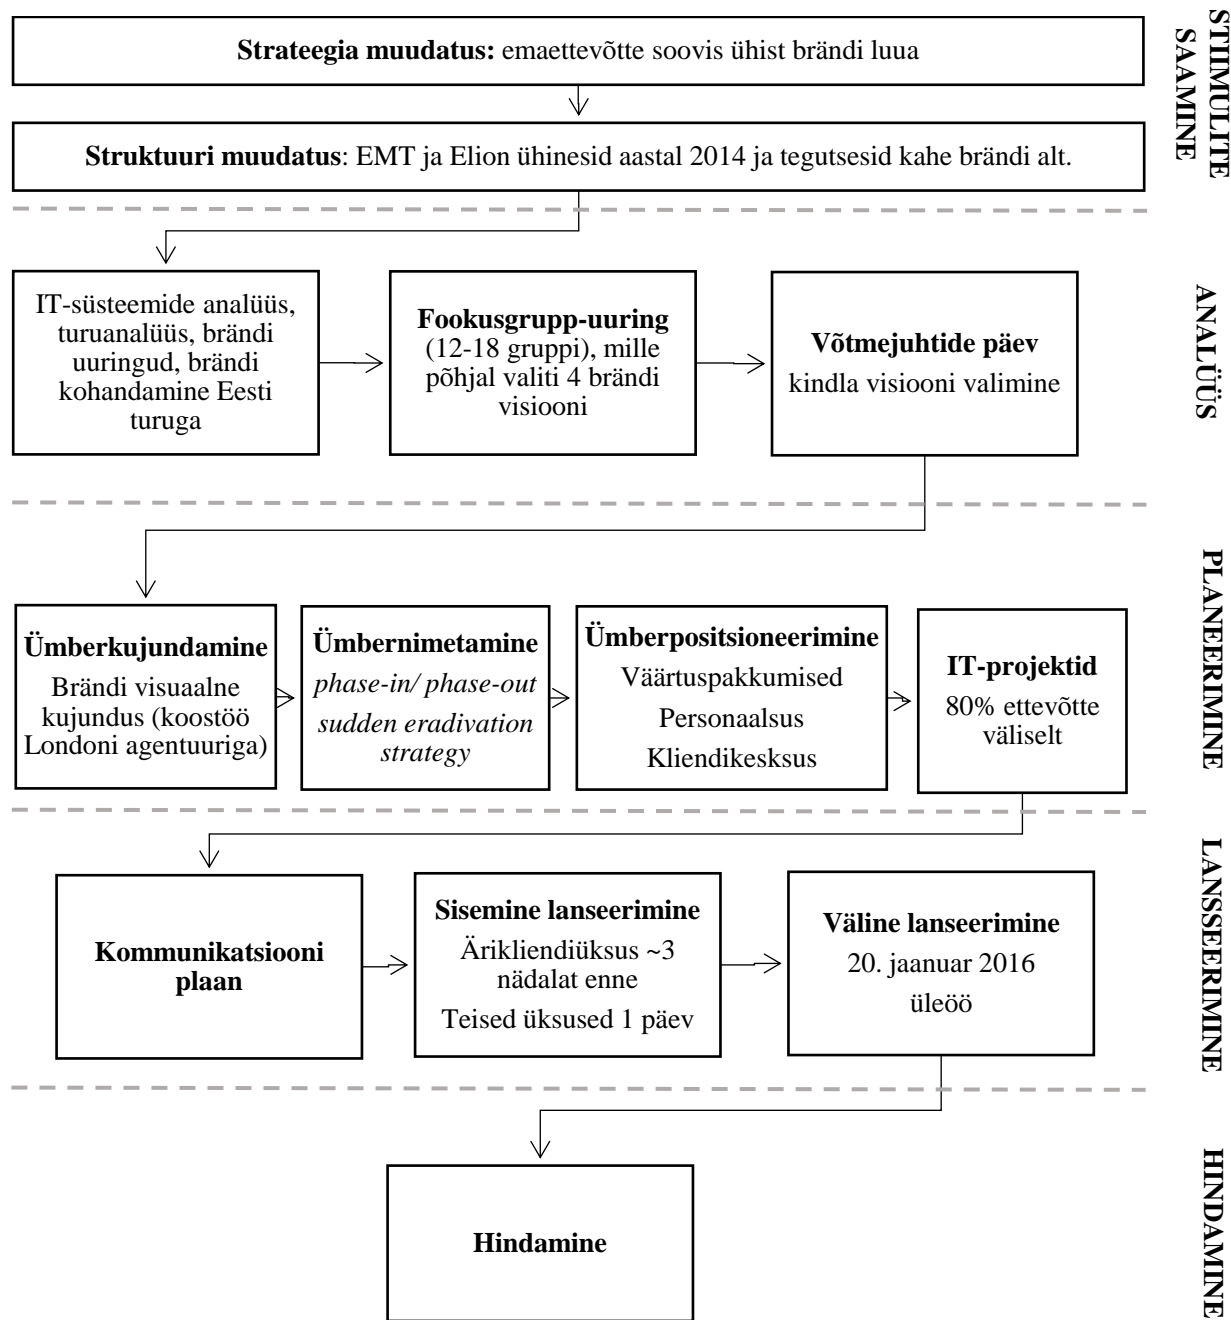 Strateegia muudatus: emaettevõtte soovis ühist brändi luua
Struktuuri muudatus: EMT ja Elion ühinesid aastal 2014 ja tegutsesid kahe brändi alt.
STIIMULITE
SAAMINE
IT-süsteemide analüüs,
turuanalüüs, brändi
uuringud, brändi
kohandamine Eesti
turuga
Fookusgrupp-uuring
(12-18 gruppi), mille
põhjal valiti 4 brändi
visiooni
Võtmejuhtide päev
kindla visiooni valimine
ANALÜÜS
Ümberkujundamine
Brändi visuaalne
kujundus (koostöö
Londoni agentuuriga)
Ümbernimetamine
phase-in/ phase-out
sudden eradivation
strategy
Ümberpositsioneerimine
Väärtuspakkumised
Personaalsus
Kliendikesksus
IT-projektid
80% ettevõtte
väliselt
PLANEERIMINE
Kommunikatsiooni
plaan
Sisemine lanseerimine
Ärikliendiüksus ~3
nädalat enne
Teised üksused 1 päev
Väline lanseerimine
20. jaanuar 2016
üleöö
LANSSEERIMINE
Hindamine
HINDAMINE